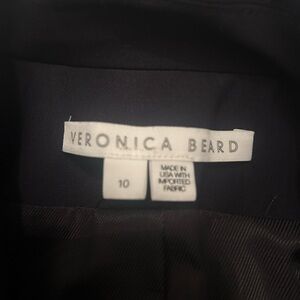 VERONICA BEARD
10
MADE IN
USA WITH
IMPORTED
FABRIC